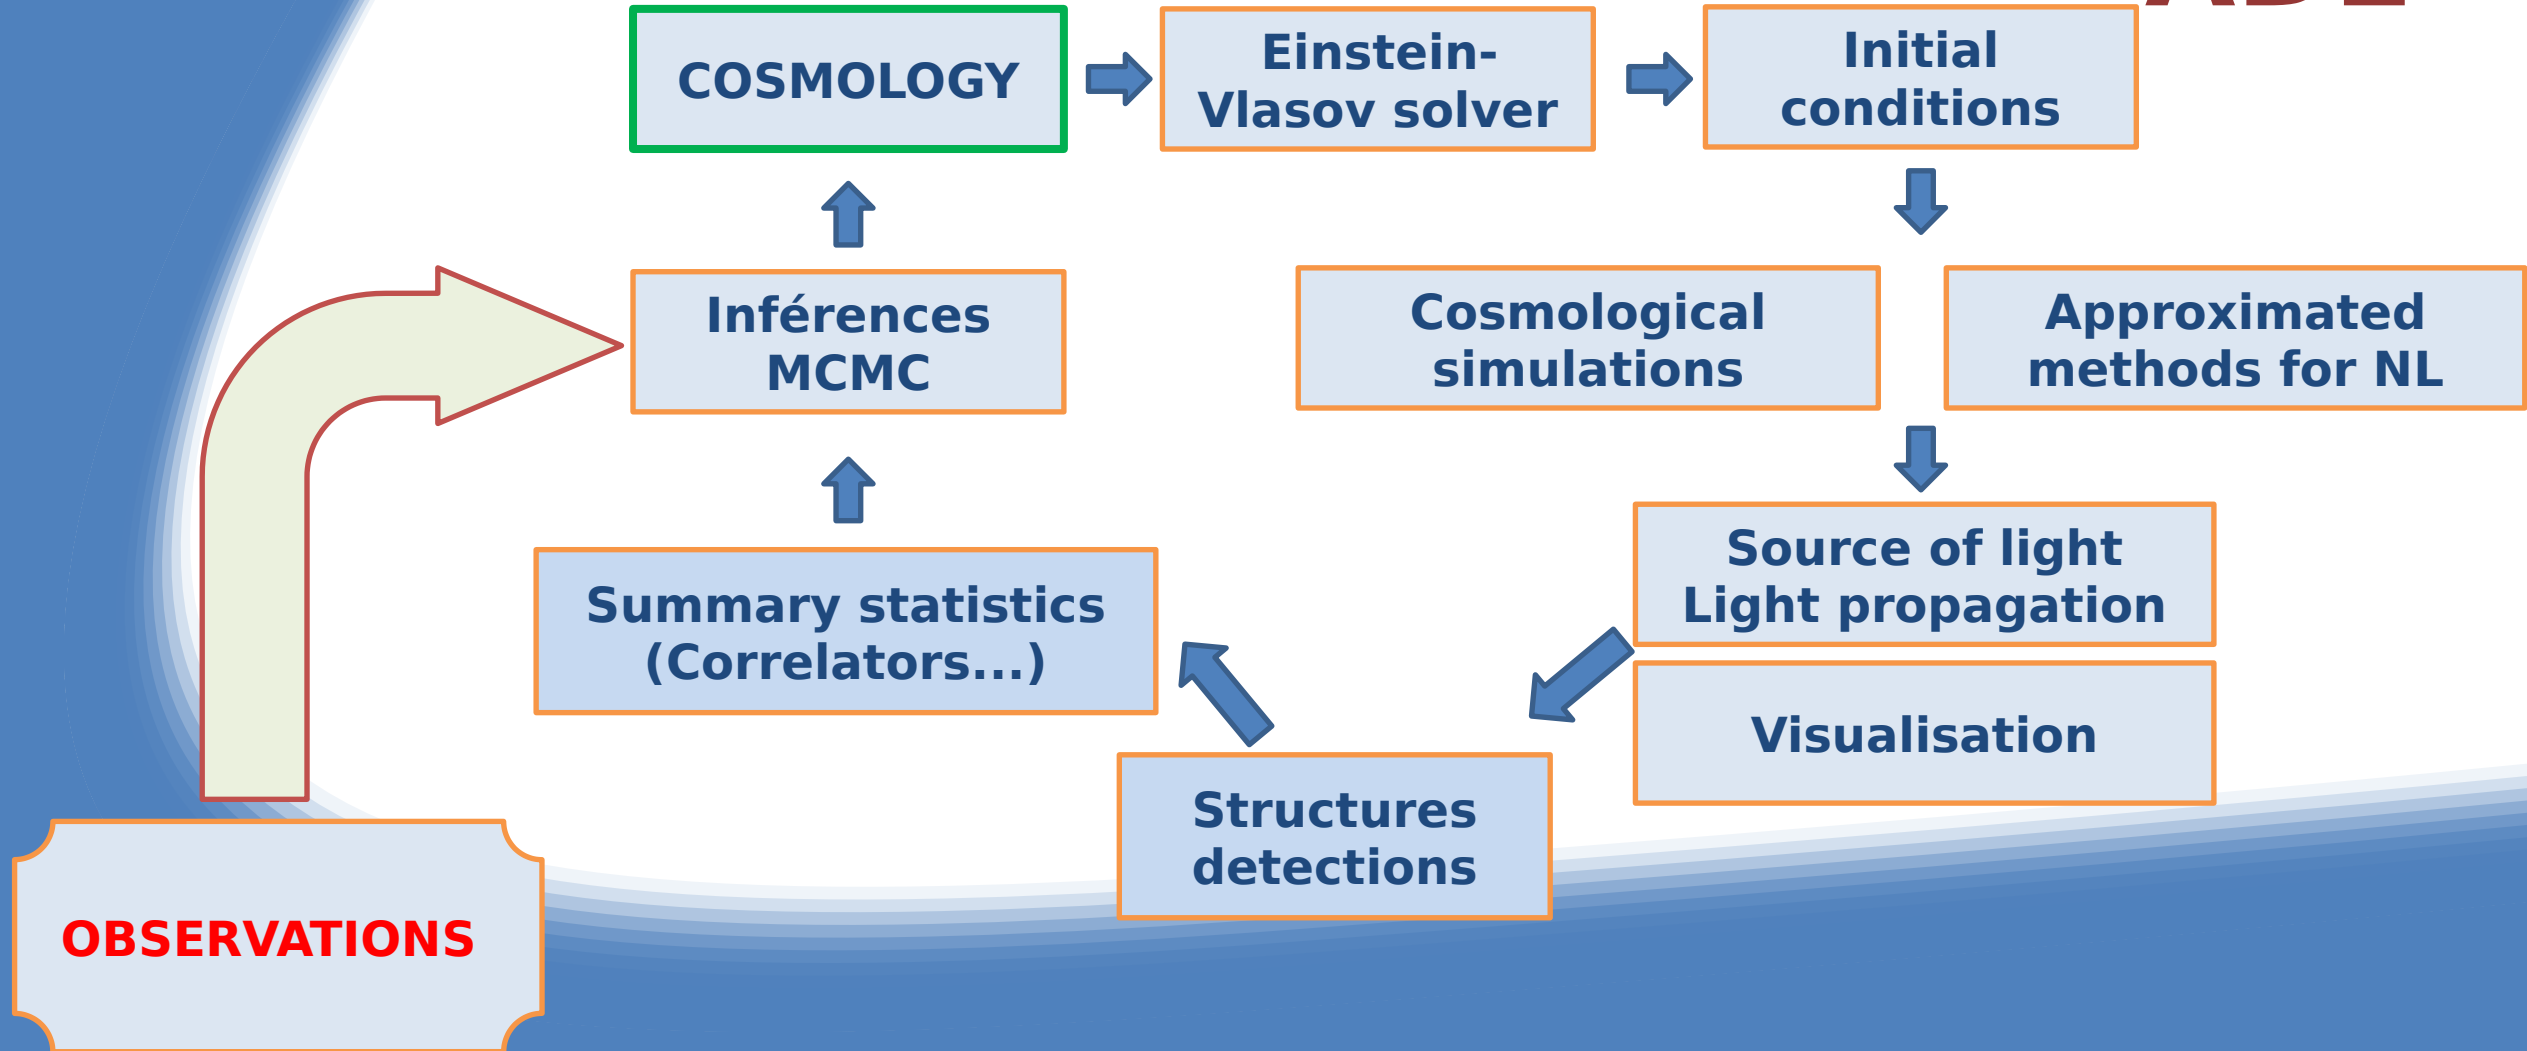 COSMOLOGY
Einstein-
Vlasov solver
Initial
conditions
Inférences
MCMC
Cosmological
simulations
Approximated
methods for NL
Source of light
Light propagation
Summary statistics
(Correlators...)
Visualisation
Structures
detections
OBSERVATIONS